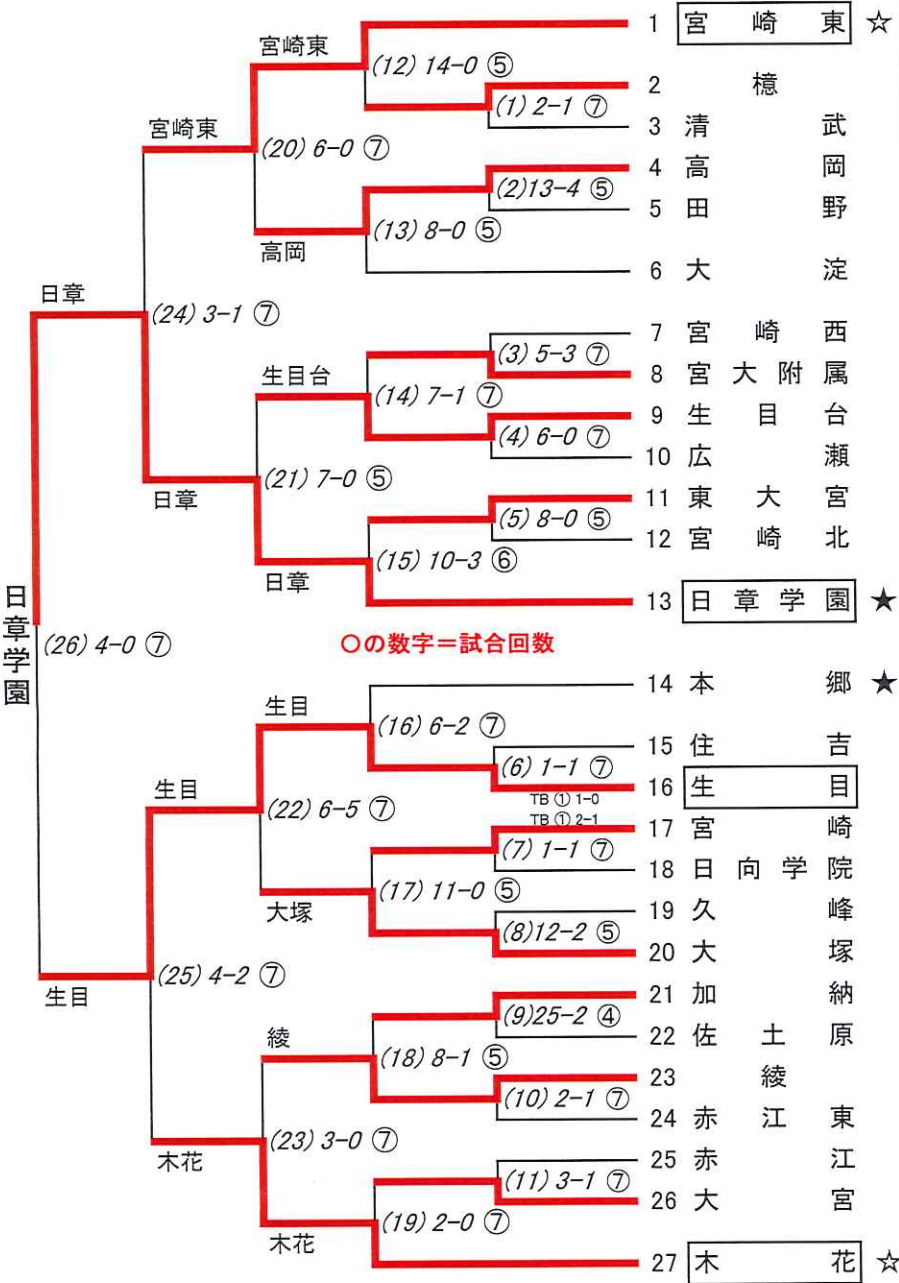 1 宮崎東 ☆
宮崎東
(12) 14-0 ⑤
2 檍
(1) 2-1 ⑦
3 清武
宮崎東
(20) 6-0 ⑦
4 高岡
(2)13-4 ⑤
5 田野
(13) 8-0 ⑤
高岡
6 大淀
日章
(24) 3-1 ⑦
7 宮崎西
(3) 5-3 ⑦
8 宮大附属
生目台
(14) 7-1 ⑦
9 生目台
(4) 6-0 ⑦
10 広瀬
(21) 7-0 ⑤
日章
11 東大宮
(5) 8-0 ⑤
12 宮崎北
(15) 10-3 ⑥
日章
13 日章学園 ★
日章学園
(26) 4-0 ⑦
○の数字=試合回数
14 本郷 ★
生目
(16) 6-2 ⑦
15 住吉
(6) 1-1 ⑦
16 生目
TB ① 1-0
生目
(22) 6-5 ⑦
TB ① 2-1
17 宮崎
(7) 1-1 ⑦
18 日向学院
(17) 11-0 ⑤
大塚
19 久峰
(8)12-2 ⑤
20 大塚
生目
(25) 4-2 ⑦
21 加納
(9)25-2 ④
22 佐土原
綾
(18) 8-1 ⑤
23 綾
(10) 2-1 ⑦
24 赤江東
(23) 3-0 ⑦
木花
25 赤江
(11) 3-1 ⑦
26 大宮
(19) 2-0 ⑦
木花
27 木花 ☆